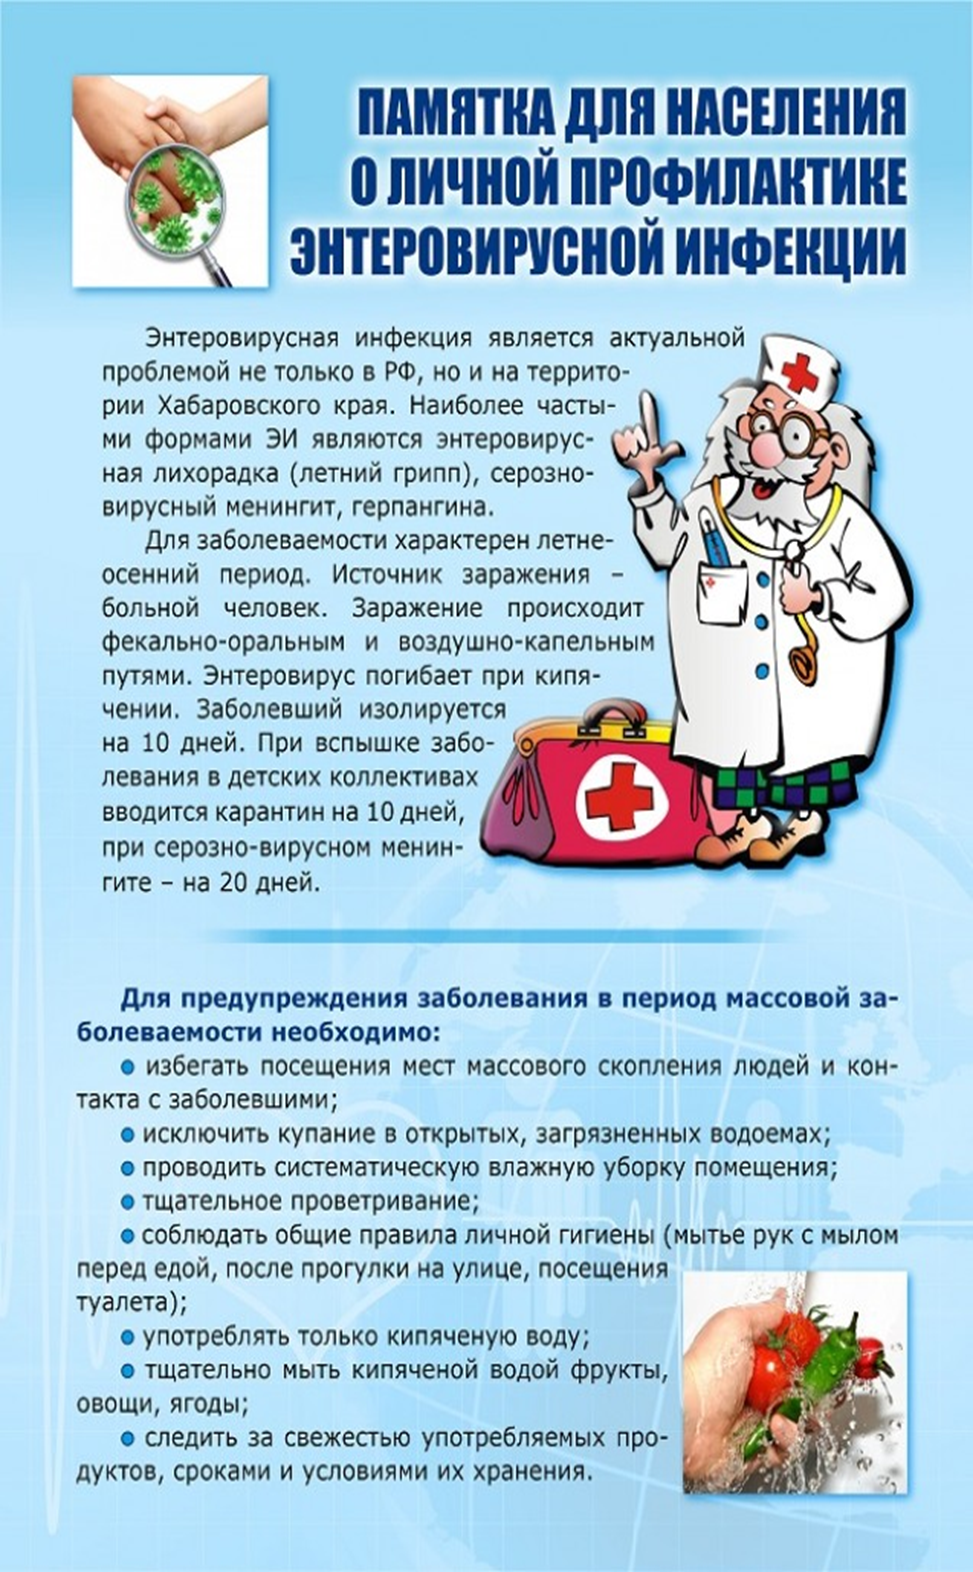 ПАМЯТКА ДЛЯ НАСЕЛЕНИЯ
О ЛИЧНОЙ ПРОФИЛАКТИКЕ
ЭНТЕРОВИРУСНОЙ ИНФЕКЦИИ
Энтеровирусная инфекция является актуальной
проблемой не только в РФ, но и на террито-
рии Хабаровского края. Наиболее часты-
ми формами ЭИ являются энтеровирус-
ная лихорадка (летний грипп), серозно-
вирусный менингит, герпангина.
Для заболеваемости характерен летне-
осенний период. Источник заражения –
больной человек. Заражение происходит
фекально-оральным и воздушно-капельным
путями. Энтеровирус погибает при кипя-
чении. Заболевший изолируется
на 10 дней. При вспышке забо-
левания в детских коллективах
вводится карантин на 10 дней,
при серозно-вирусном менин-
гите – на 20 дней.
Для предупреждения заболевания в период массовой за-
болеваемости необходимо:
● избегать посещения мест массового скопления людей и кон-
такта с заболевшими;
● исключить купание в открытых, загрязненных водоемах;
● проводить систематическую влажную уборку помещения;
● тщательное проветривание;
● соблюдать общие правила личной гигиены (мытье рук с мылом
перед едой, после прогулки на улице, посещения
туалета);
● употреблять только кипяченую воду;
● тщательно мыть кипяченой водой фрукты,
овощи, ягоды;
● следить за свежестью употребляемых про-
дуктов, сроками и условиями их хранения.